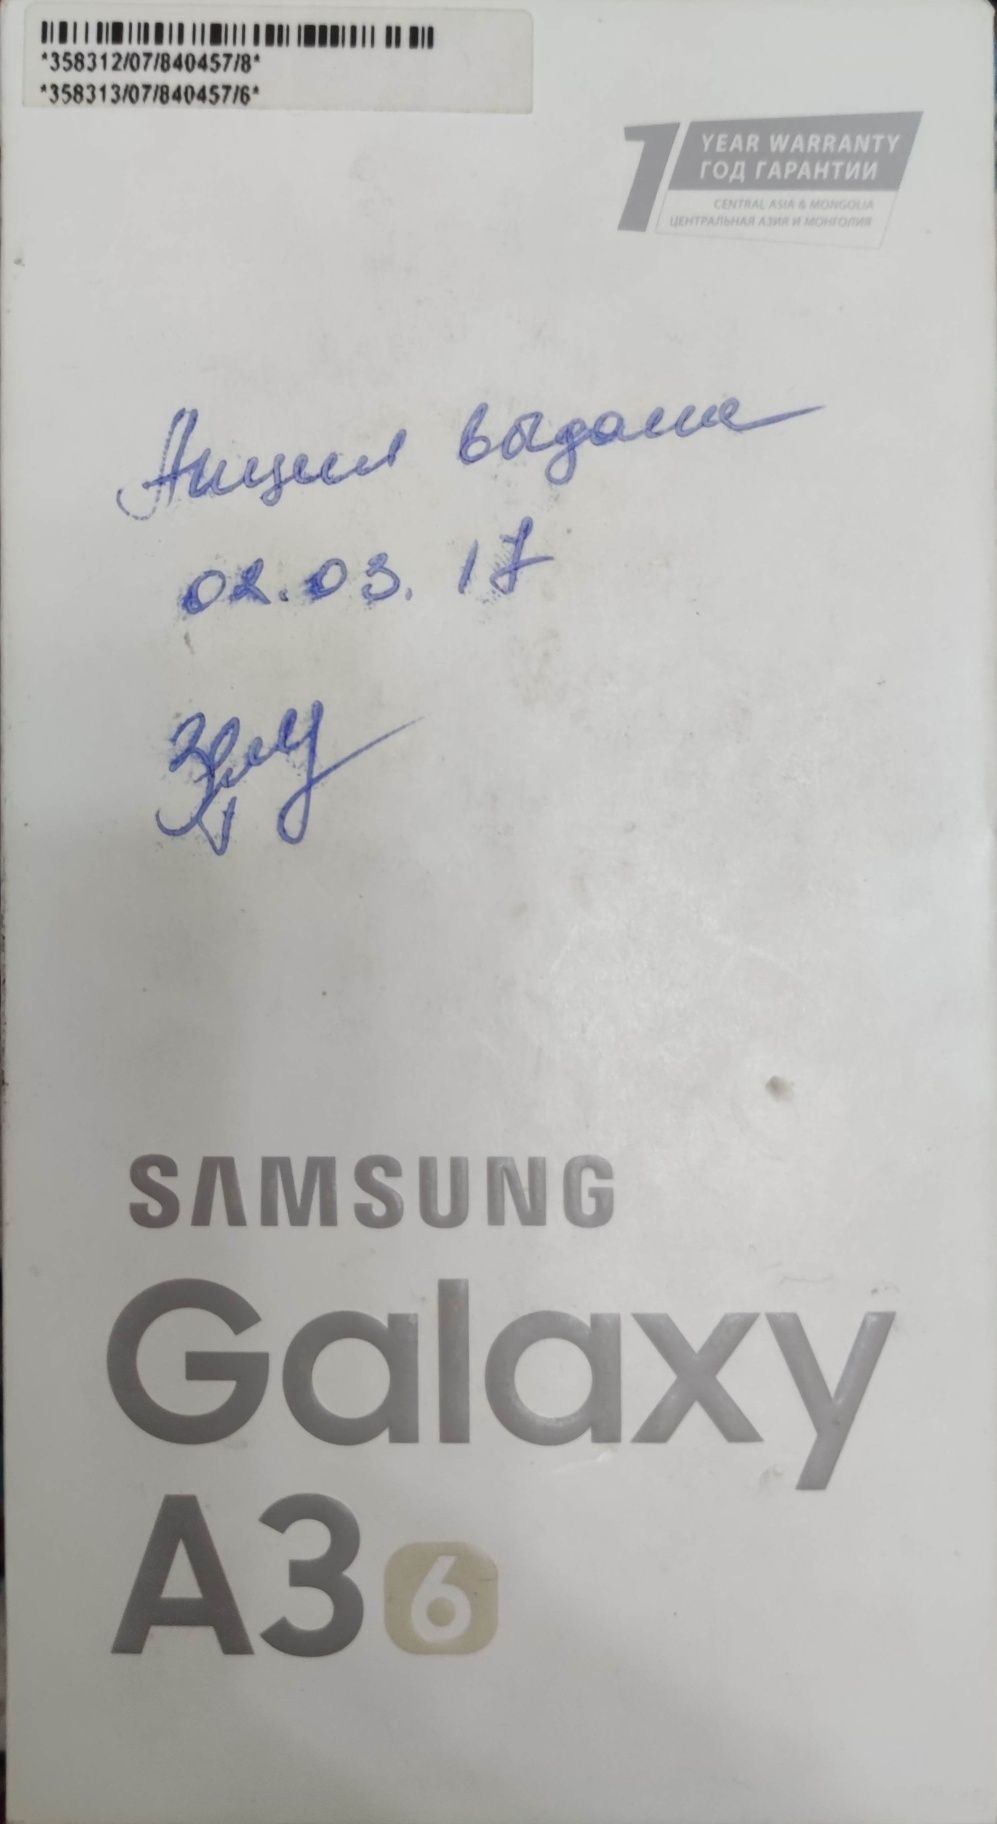 *358312/07/840457/8*
*358313/07/840457/6*
1 YEAR WARRANTY
ГОД ГАРАНТИИ
CENTRAL ASIA & MONGOLIA
ЦЕНТРАЛЬНАЯ АЗИЯ И МОНГОЛИЯ
Акция выдана
02.03.17
SAMSUNG
Galaxy
A3 6